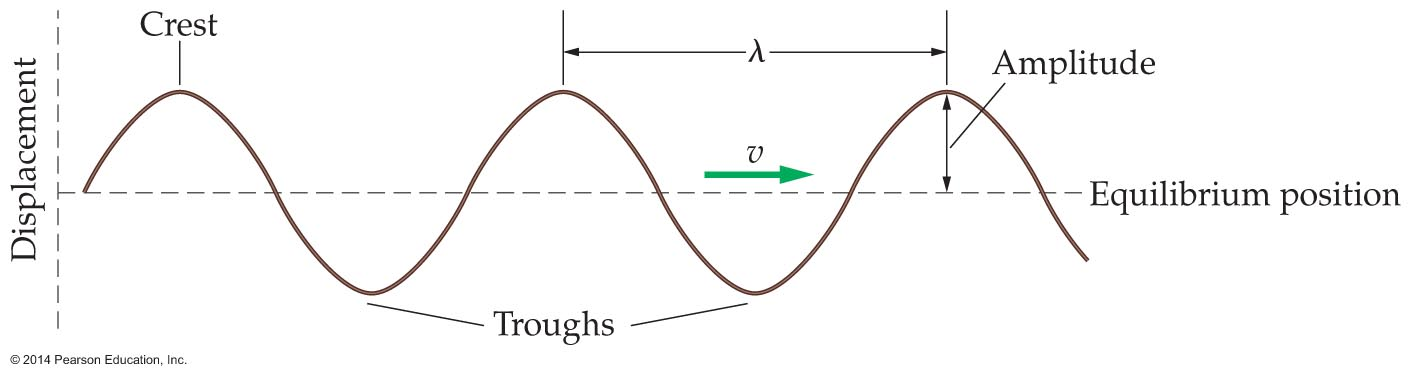 Crest
λ
Amplitude
v
Displacement
Equilibrium position
Troughs
© 2014 Pearson Education, Inc.